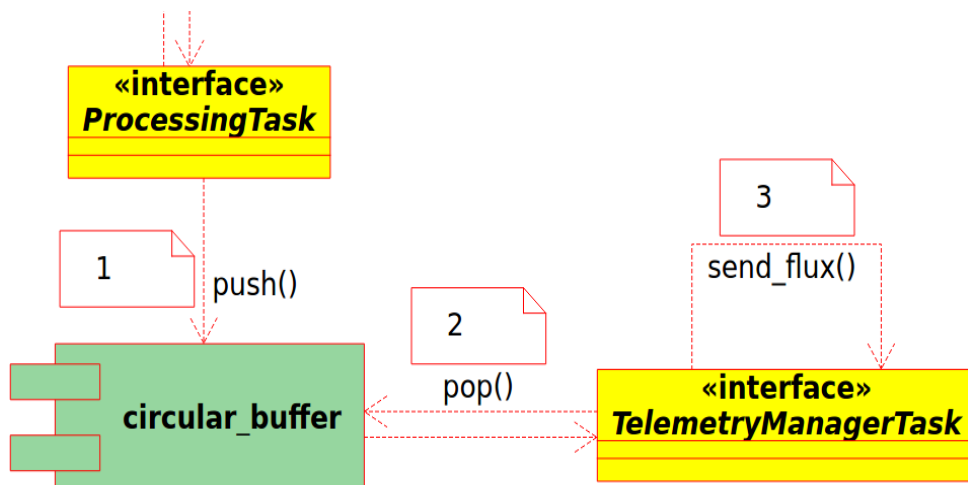 «interface»
ProcessingTask
1
push()
2
pop()
3
send_flux()
circular_buffer
«interface»
TelemetryManagerTask